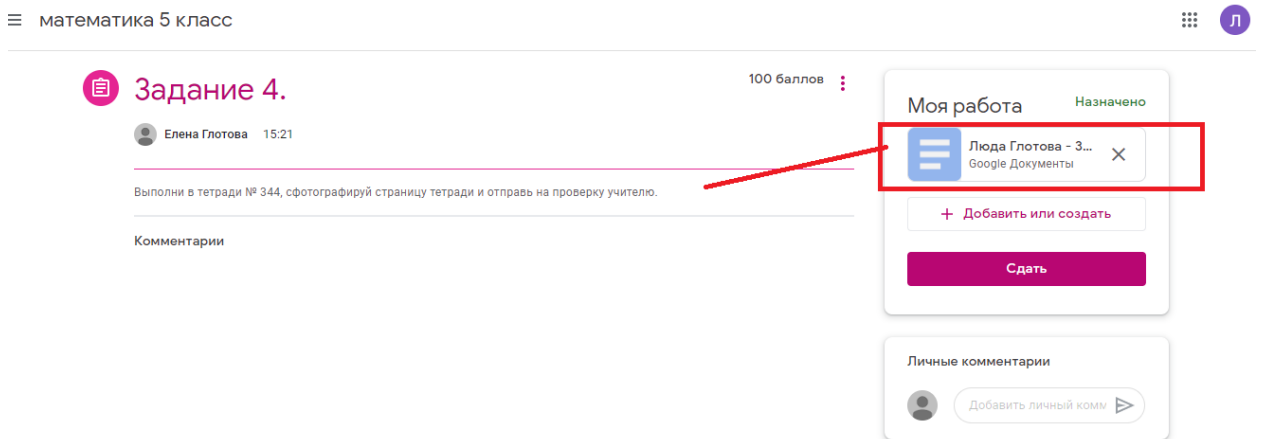 математика 5 класс
Л
Задание 4.
100 баллов
Елена Глотова 15:21
Выполни в тетради № 344, сфотографируй страницу тетради и отправь на проверку учителю.
Комментарии
Моя работа
Назначено
Люда Глотова - З...
Google Документы
+ Добавить или создать
Сдать
Личные комментарии
Добавить личный комм